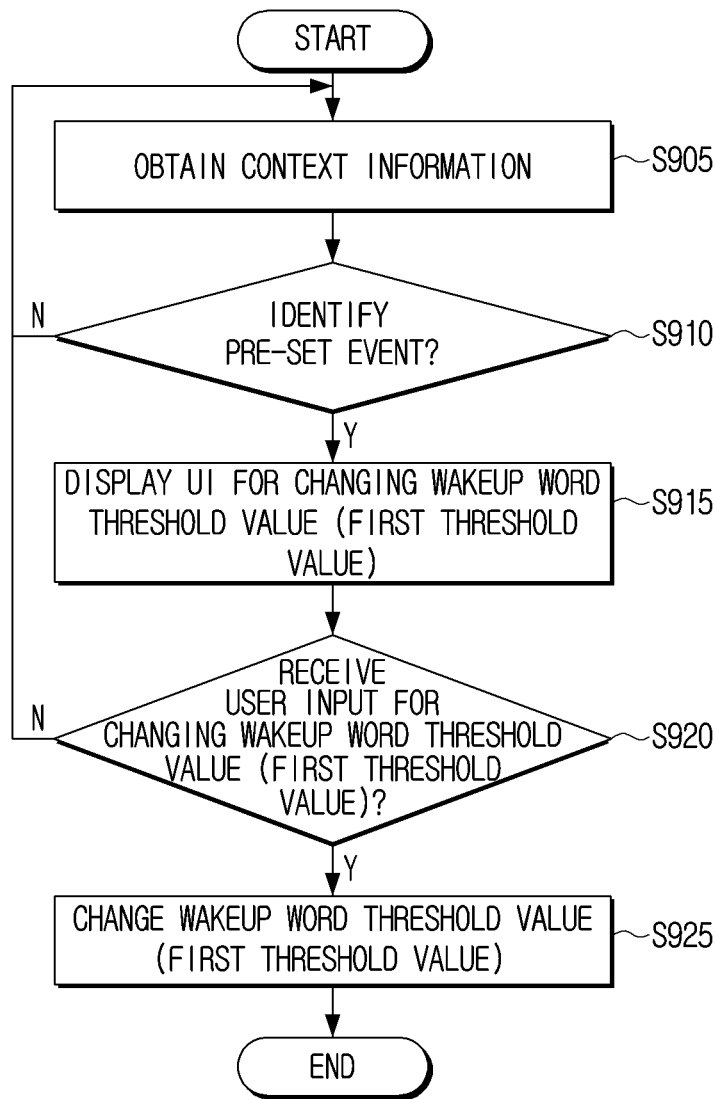 START
OBTAIN CONTEXT INFORMATION
S905
IDENTIFY
PRE-SET EVENT?
S910
N
Y
DISPLAY UI FOR CHANGING WAKEUP WORD
THRESHOLD VALUE (FIRST THRESHOLD
VALUE)
S915
RECEIVE
USER INPUT FOR
CHANGING WAKEUP WORD THRESHOLD
VALUE (FIRST THRESHOLD
VALUE)?
S920
N
Y
CHANGE WAKEUP WORD THRESHOLD VALUE
(FIRST THRESHOLD VALUE)
S925
END